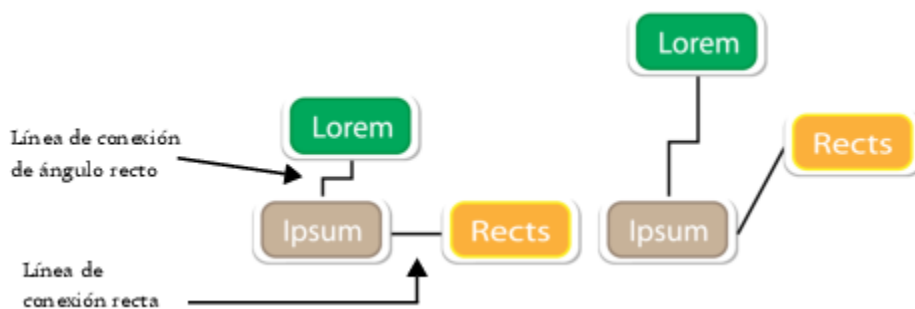 Lorem
Lorem
Línea de conexión
de ángulo recto
Rects
Ipsum
Rects
Ipsum
Línea de
conexión recta